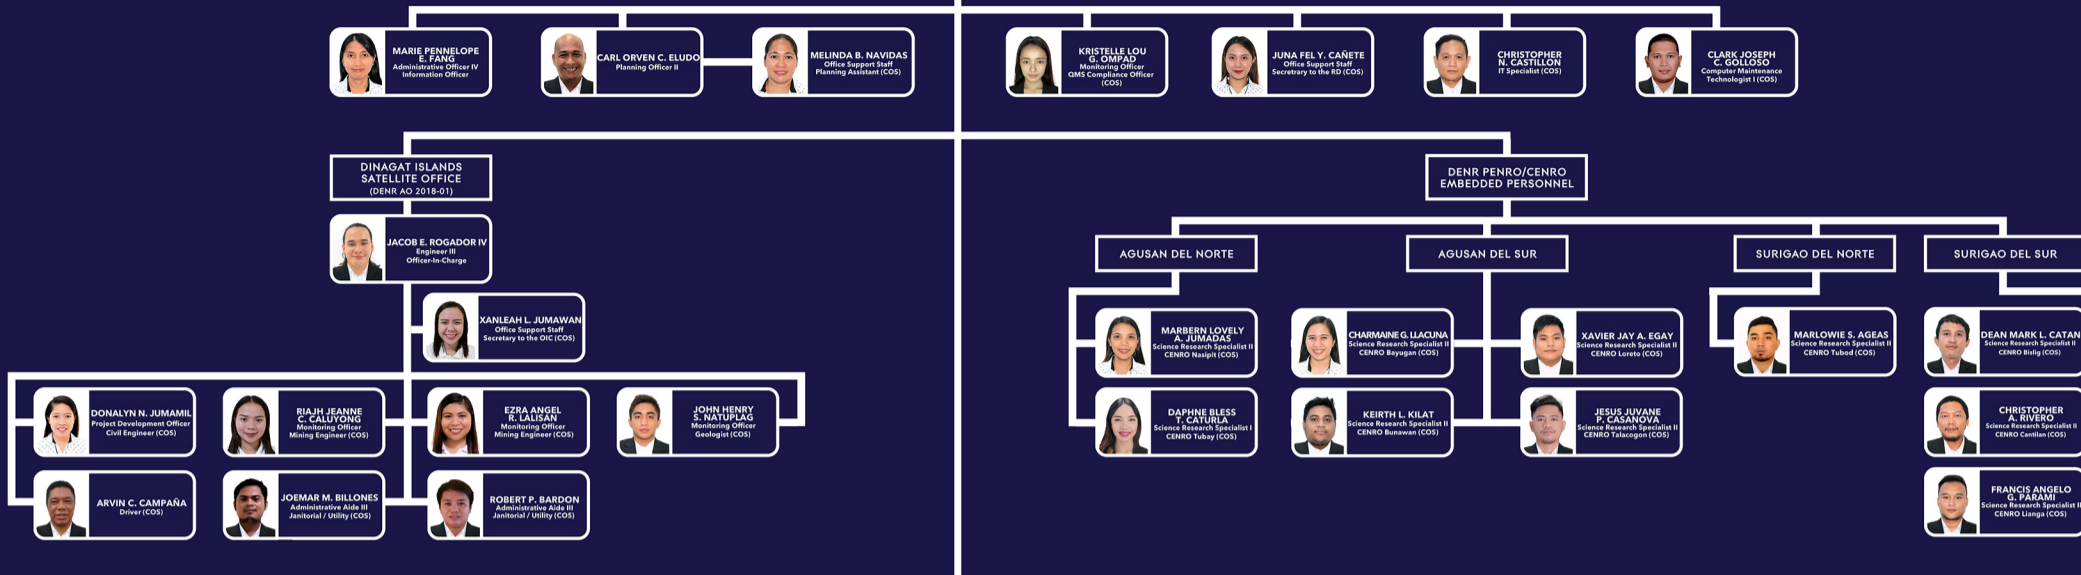 MARIE PENNELOPE
E. FANG
Administrative Officer IV
Information Officer
CARL ORVEN C. ELUDO
Planning Officer II
MELINDA B. NAVIDAS
Office Support Staff
Planning Assistant (COS)
KRISTELLE LOU
G. OMPAD
Monitoring Officer
QMS Compliance Officer
(COS)
JUNA FEL Y. CAÑETE
Office Support Staff
Secretrary to the RD (COS)
CHRISTOPHER
N. CASTILLON
IT Specialist (COS)
CLARK JOSEPH
C. GOLLOSO
Computer Maintenance
Technologist I (COS)
DINAGAT ISLANDS
SATELLITE OFFICE
(DENR AO 2018-01)
JACOB E. ROGADOR IV
Engineer III
Officer-In-Charge
XANLEAH L. JUMAWAN
Office Support Staff
Secretary to the OIC (COS)
DONALYN N. JUMAMIL
Project Development Officer
Civil Engineer (COS)
RIAJH JEANNE
C. CALUYONG
Monitoring Officer
Mining Engineer (COS)
EZRA ANGEL
R. LALISAN
Monitoring Officer
Mining Engineer (COS)
JOHN HENRY
S. NATUPLAG
Monitoring Officer
Geologist (COS)
ARVIN C. CAMPAÑA
Driver (COS)
JOEMAR M. BILLONES
Administrative Aide III
Janitorial / Utility (COS)
ROBERT P. BARDON
Administrative Aide III
Janitorial / Utility (COS)
DENR PENRO/CENRO
EMBEDDED PERSONNEL
AGUSAN DEL NORTE
AGUSAN DEL SUR
SURIGAO DEL NORTE
SURIGAO DEL SUR
MARBERN LOVELY
A. JUMADAS
Science Research Specialist II
CENRO Nasipit (COS)
CHARMAINE G. LLACUNA
Science Research Specialist II
CENRO Bayugan (COS)
XAVIER JAY A. EGAY
Science Research Specialist II
CENRO Loreto (COS)
MARLOWIE S. AGEAS
Science Research Specialist II
CENRO Tubod (COS)
DEAN MARK L. CATAN
Science Research Specialist II
CENRO Bislig (COS)
DAPHNE BLESS
T. CATURLA
Science Research Specialist I
CENRO Tubay (COS)
KEIRTH L. KILAT
Science Research Specialist II
CENRO Bunawan (COS)
JESUS JUVANE
P. CASANOVA
Science Research Specialist II
CENRO Talacogon (COS)
CHRISTOPHER
A. RIVERO
Science Research Specialist II
CENRO Cantilan (COS)
FRANCIS ANGELO
G. PARAMI
Science Research Specialist II
CENRO Lianga (COS)